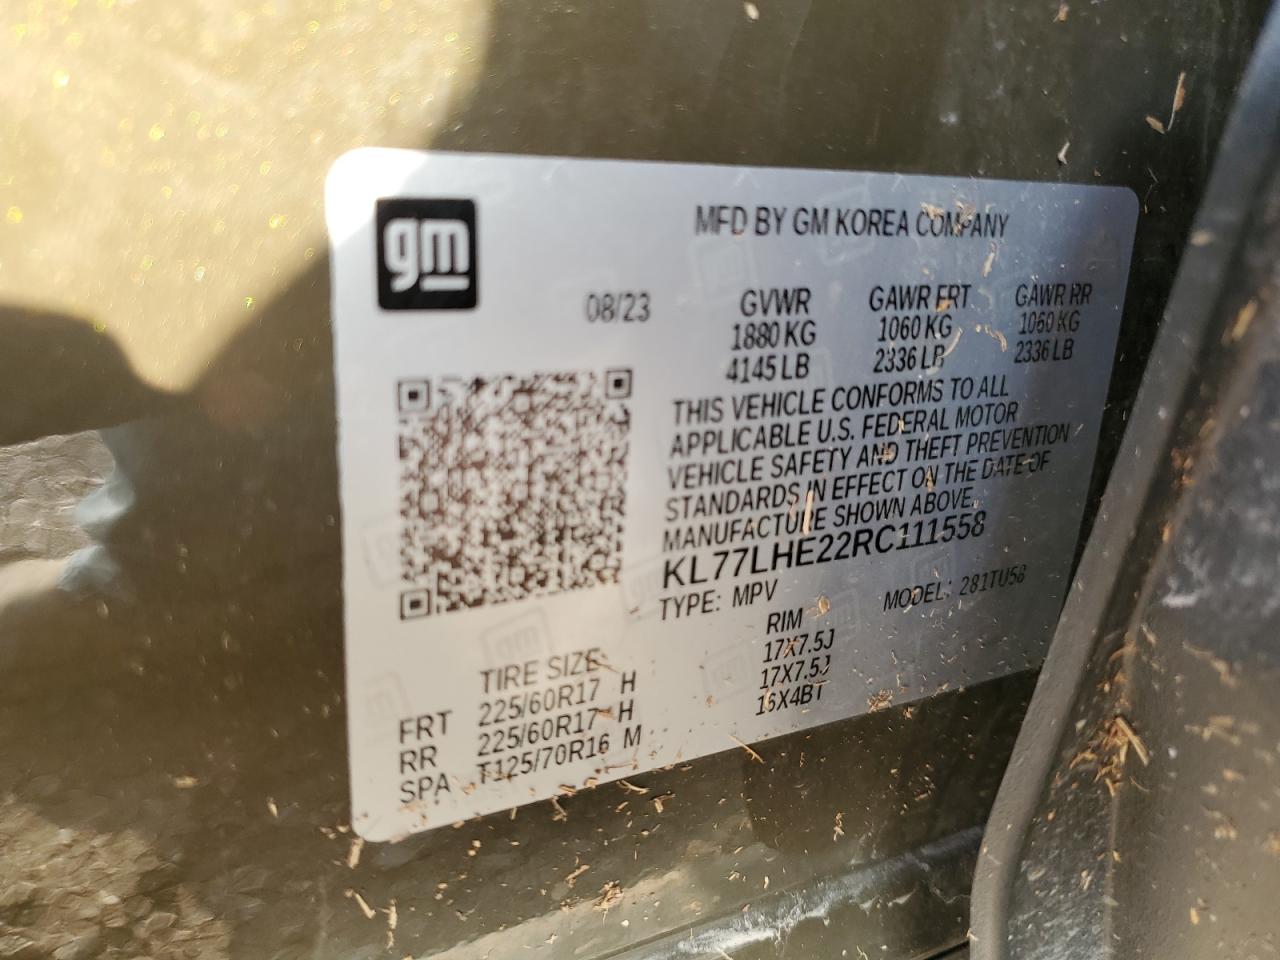 gm
MFD BY GM KOREA COMPANY
08/23
GVWR GAWR FRT GAWR RR
1880 KG 1060 KG 1060 KG
4145 LB 2336 LB 2336 LB
THIS VEHICLE CONFORMS TO ALL
APPLICABLE U.S. FEDERAL MOTOR
VEHICLE SAFETY AND THEFT PREVENTION
STANDARDS IN EFFECT ON THE DATE OF
MANUFACTURE SHOWN ABOVE.
KL77LHE22RC111558
TYPE: MPV MODEL: 281TU58
TIRE SIZE RIM
FRT 225/60R17 H 17X7.5J
RR 225/60R17 H 17X7.5J
SPA T125/70R16 M 16X4BT